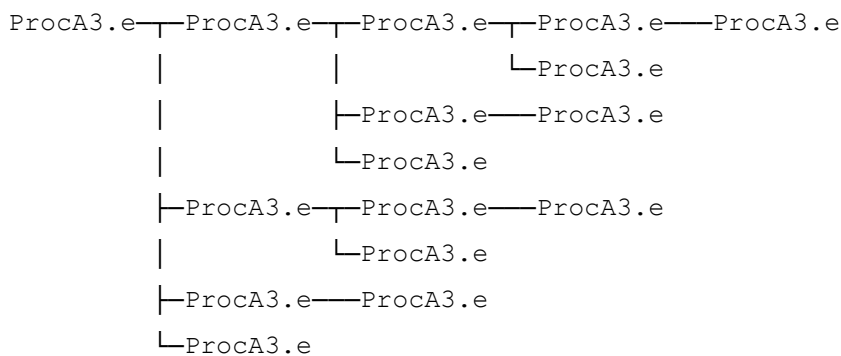 ProcA3.e─┬─ProcA3.e─┬─ProcA3.e─┬─ProcA3.e───ProcA3.e
         │          │          └─ProcA3.e
         │          ├─ProcA3.e───ProcA3.e
         │          └─ProcA3.e
         ├─ProcA3.e─┬─ProcA3.e───ProcA3.e
         │          └─ProcA3.e
         ├─ProcA3.e───ProcA3.e
         └─ProcA3.e